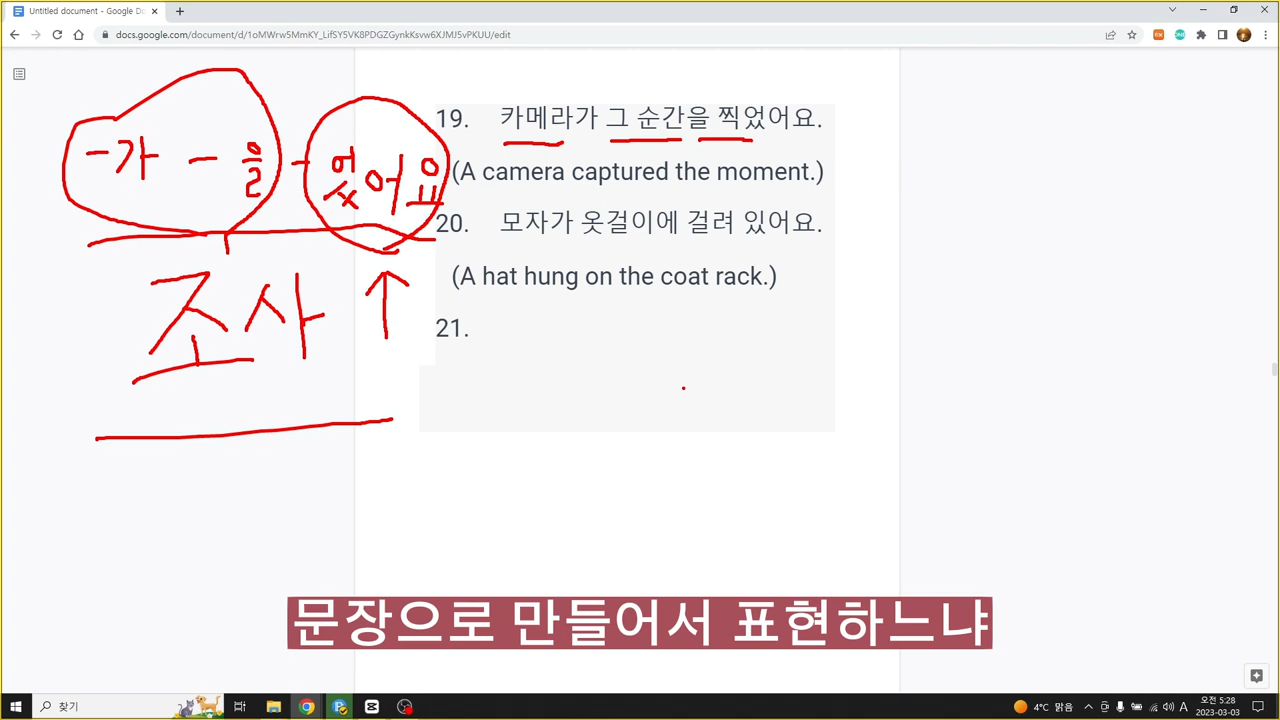 Untitled document - Google Do
docs.google.com/document/d/1oMWrw5MmKY_LifSY5VK8PDGZGynkKsvw6XJMJ5vPKUU/edit
-가 -을 -었어요
조사
19. 카메라가 그 순간을 찍었어요.
(A camera captured the moment.)
20. 모자가 옷걸이에 걸려 있어요.
(A hat hung on the coat rack.)
21.
문장으로 만들어서 표현하느냐
찾기
4°C 맑음
A
오전 5:28
2023-03-03